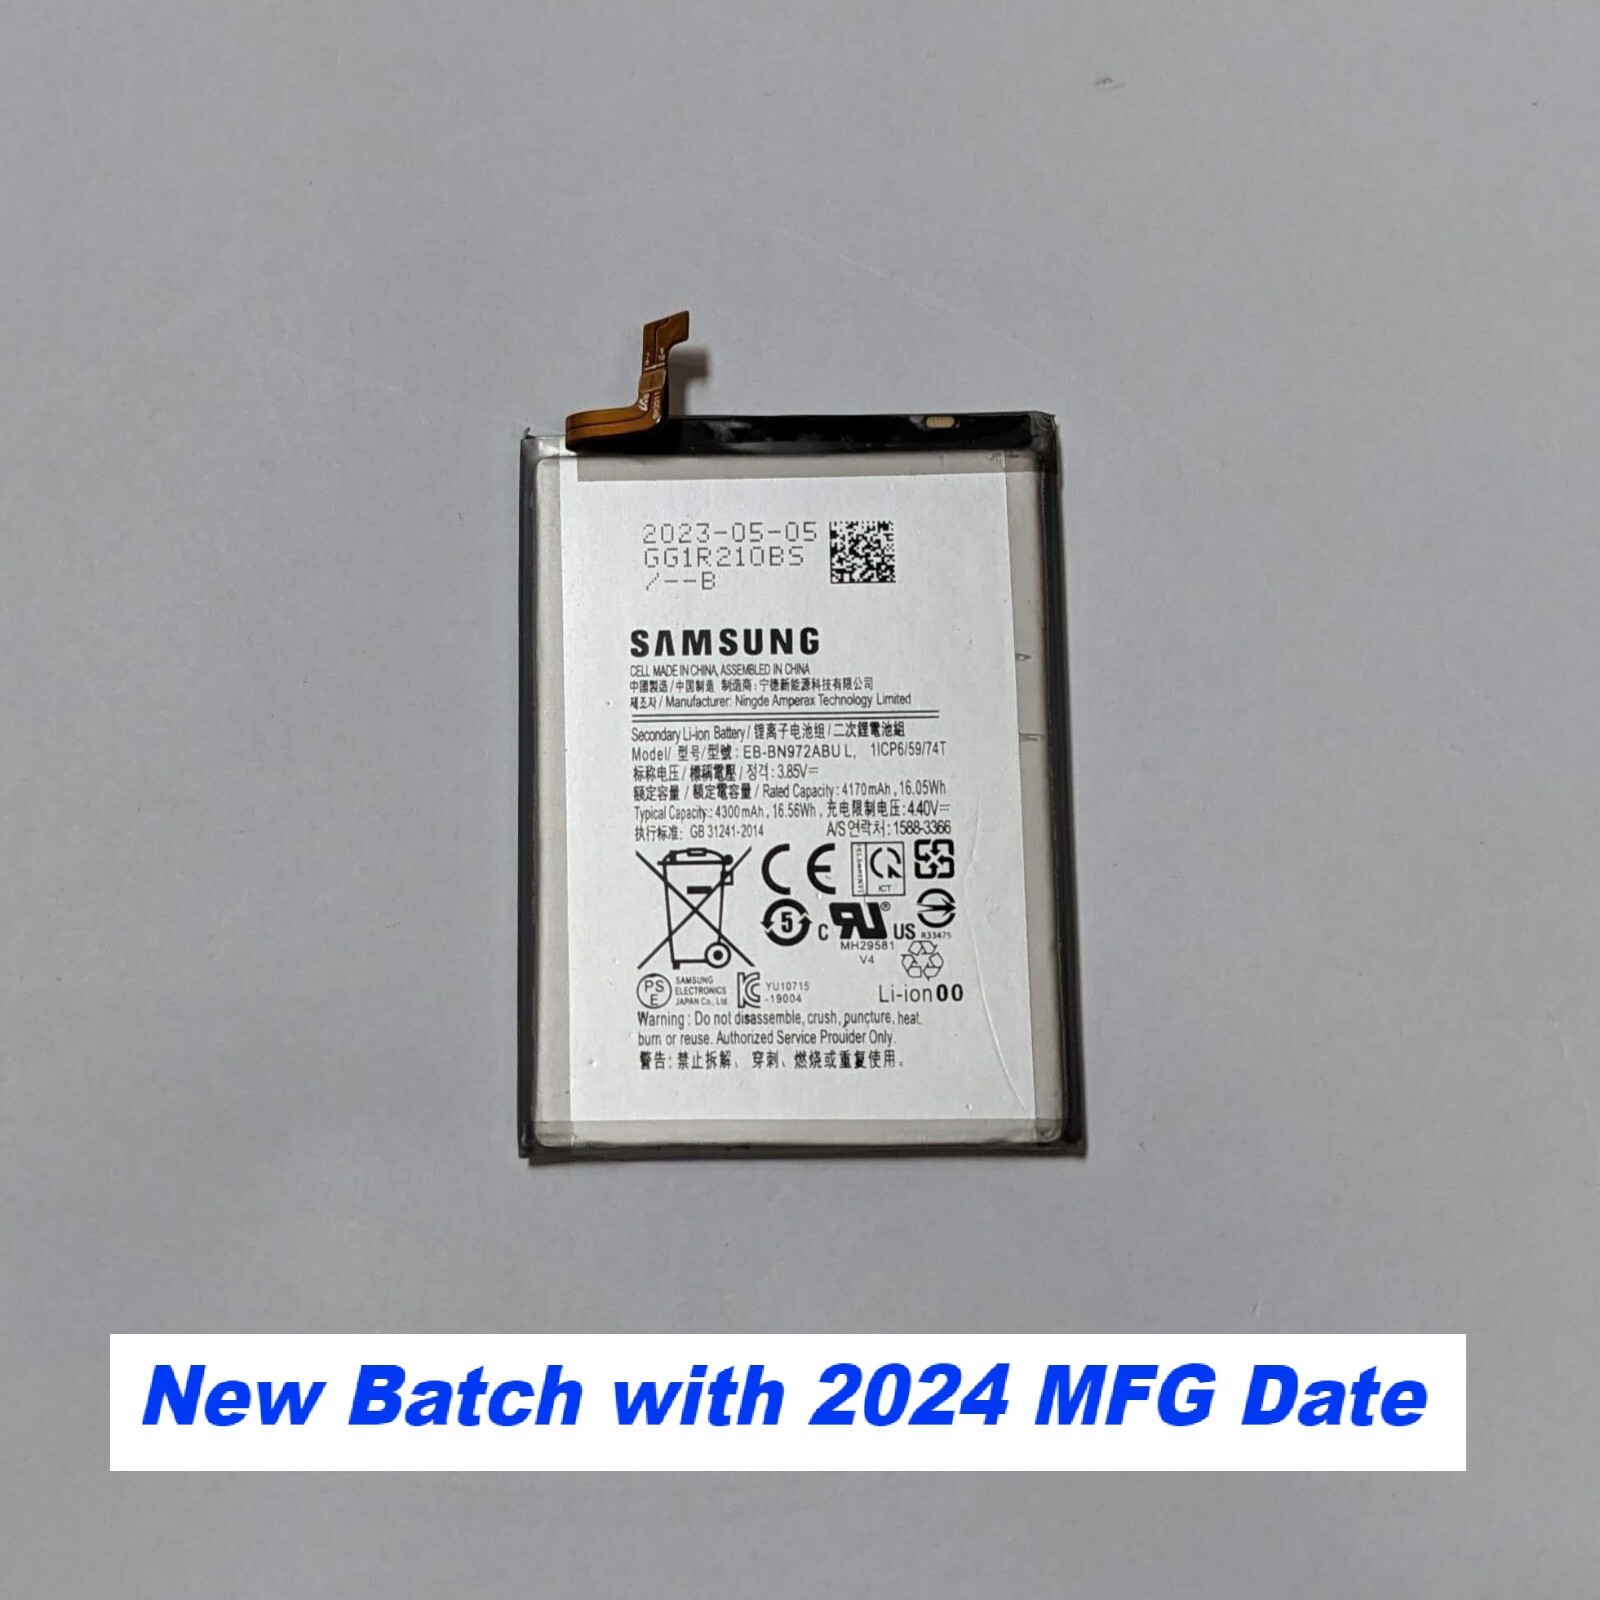 2023-05-05
GG1R210BS
/--B
SAMSUNG
CELL MADE IN CHINA, ASSEMBLED IN CHINA
中國製造/中国制造 制造商:宁德新能源科技有限公司
제조자/Manufacturer: Ningde Amperax Technology Limited
Secondary Li-ion Battery/锂离子电池组/二次鋰電池組
Model/型号/型號: EB-BN972ABU L, 1ICP6/59/74T
标称电压/標稱電壓/정격:3.85V⎓
额定容量/額定電容量/Rated Capacity:4170mAh,16.05Wh
Typical Capacity:4300mAh,16.56Wh,充电限制电压:4.40V⎓
执行标准: GB 31241-2014 A/S연락처:1588-3366
CE
ICT
5 c RU ® US R33475
MH29581
V4
PS E SAMSUNG ELECTRONICS JAPAN Co., Ltd. YU10715 -19004
Li-ion00
Warning: Do not disassemble, crush, puncture, heat.
burn or reuse. Authorized Service Prouider Only.
警告:禁止拆解、穿刺、燃烧或重复使用。
New Batch with 2024 MFG Date